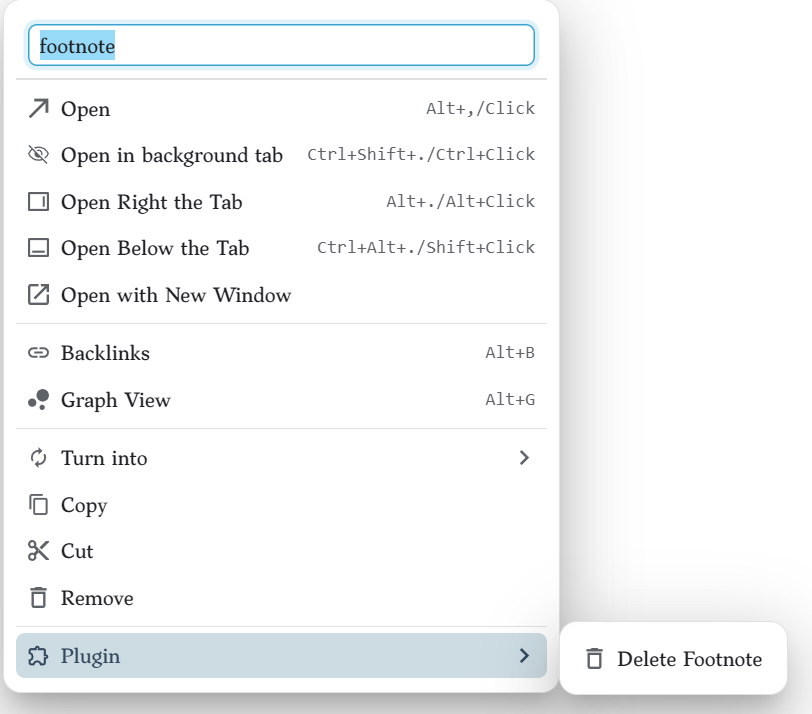 footnote
Open Alt+,/Click
Open in background tab Ctrl+Shift+./Ctrl+Click
Open Right the Tab Alt+./Alt+Click
Open Below the Tab Ctrl+Alt+./Shift+Click
Open with New Window
Backlinks Alt+B
Graph View Alt+G
Turn into
Copy
Cut
Remove
Plugin
Delete Footnote